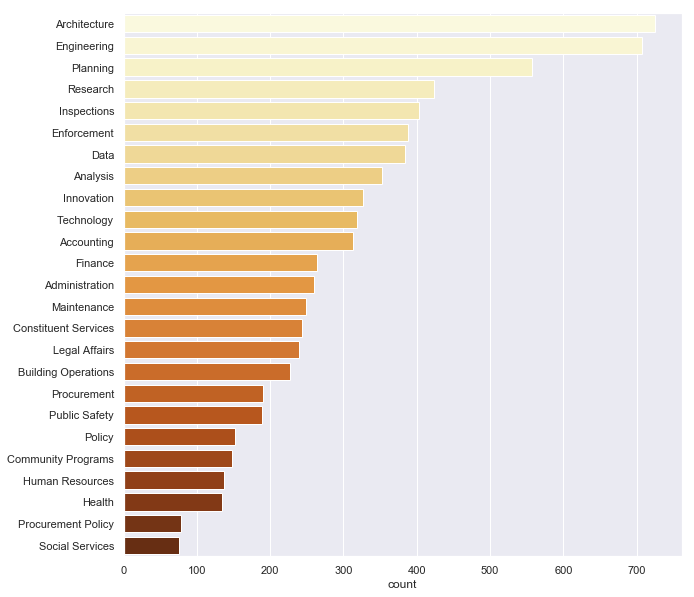 Architecture
Engineering
Planning
Research
Inspections
Enforcement
Data
Analysis
Innovation
Technology
Accounting
Finance
Administration
Maintenance
Constituent Services
Legal Affairs
Building Operations
Procurement
Public Safety
Policy
Community Programs
Human Resources
Health
Procurement Policy
Social Services
0 100 200 300 400 500 600 700
count